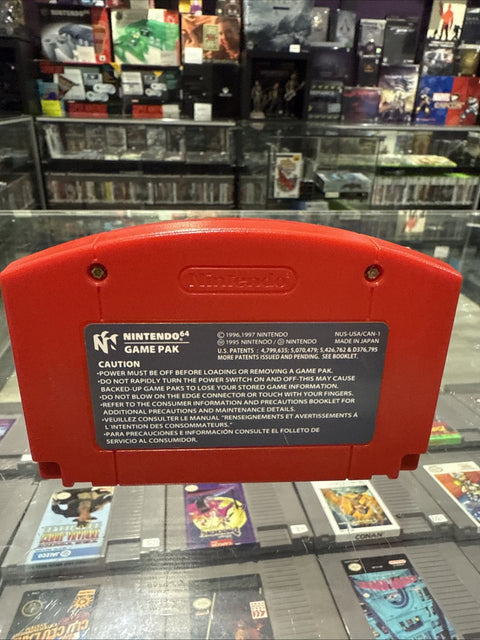 Nintendo
NINTENDO 64
GAME PAK
© 1996,1997 NINTENDO
Ⓜ 1995 NINTENDO / Ⓓ NINTENDO
NUS-USA/CAN-1
MADE IN JAPAN
U.S. PATENTS : 4,799,635; 5,070,479; 5,426,762 & D376,795
MORE PATENTS ISSUED AND PENDING. SEE BOOKLET.
CAUTION
•POWER MUST BE OFF BEFORE LOADING OR REMOVING A GAME PAK.
•DO NOT RAPIDLY TURN THE POWER SWITCH ON AND OFF-THIS MAY CAUSE
BACKED-UP GAME PAKS TO LOSE YOUR STORED GAME INFORMATION.
•DO NOT BLOW ON THE EDGE CONNECTOR OR TOUCH WITH YOUR FINGERS.
•REFER TO THE CONSUMER INFORMATION AND PRECAUTIONS BOOKLET FOR
ADDITIONAL PRECAUTIONS AND MAINTENANCE DETAILS.
•VEUILLEZ CONSULTER LE MANUAL "RENSEIGNEMENTS ET AVERTISSEMENTS À
L'INTENTION DES CONSOMMATEURS."
•PARA PRECAUCIONES E INFORMACIÓN CONSULTE EL FOLLETO DE
SERVICIO AL CONSUMIDOR.
CONAN